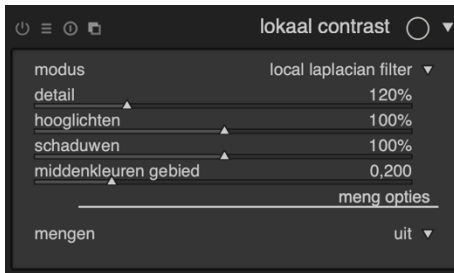 lokaal contrast
modus local laplacian filter
detail 120%
hooglichten 100%
schaduwen 100%
middenkleuren gebied 0,200
meng opties
mengen uit